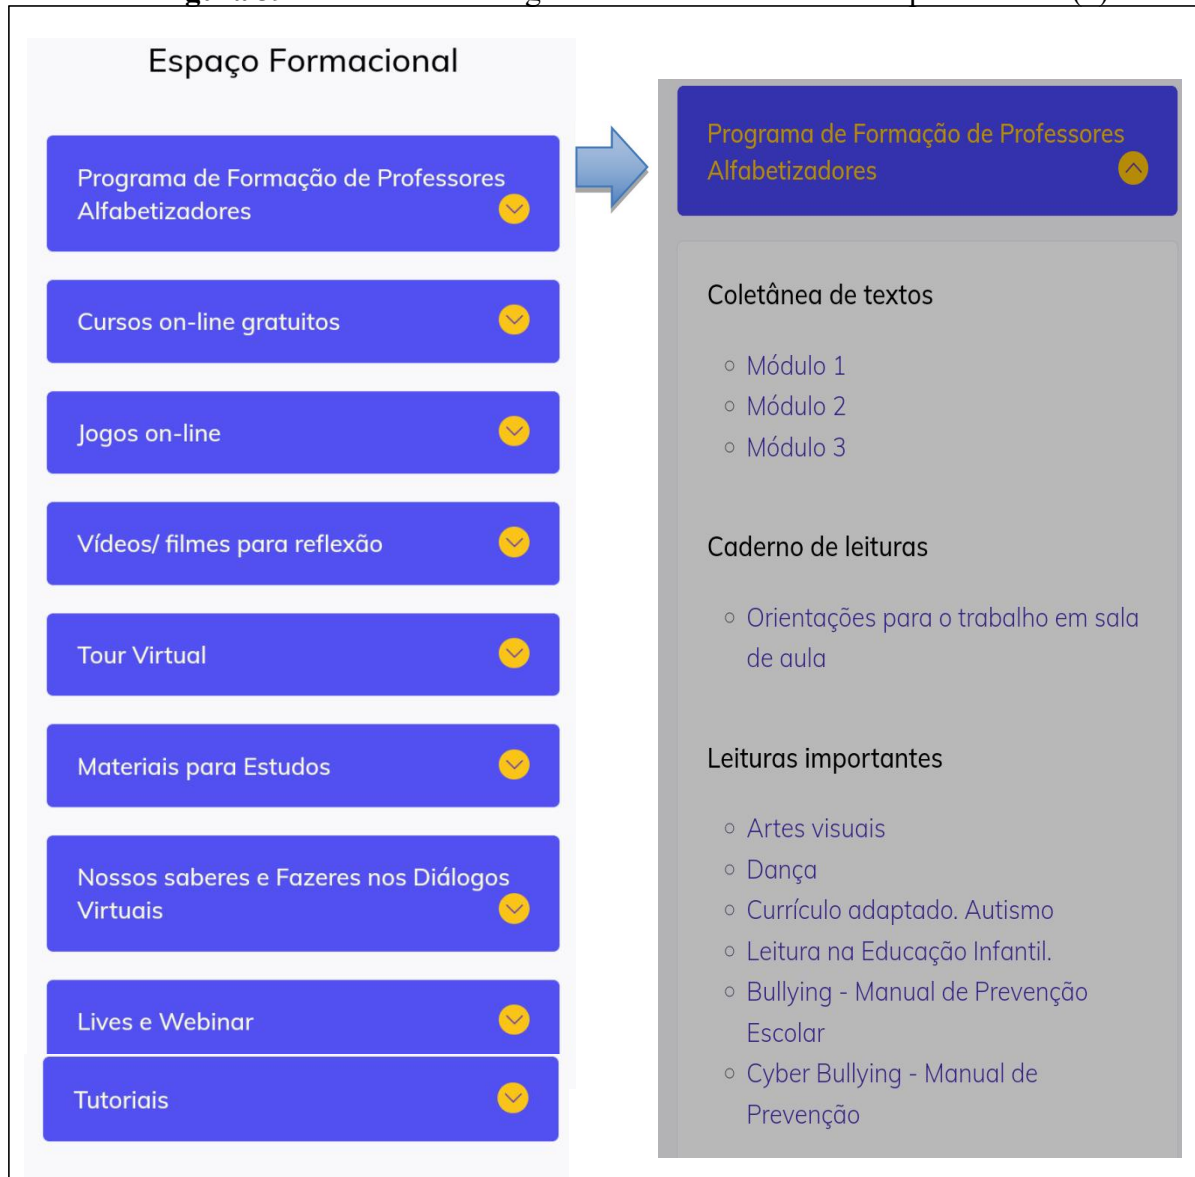 Espaço Formacional
Programa de Formação de Professores
Alfabetizadores
Cursos on-line gratuitos
Jogos on-line
Vídeos/ filmes para reflexão
Tour Virtual
Materiais para Estudos
Nossos saberes e Fazeres nos Diálogos
Virtuais
Lives e Webinar
Tutoriais
Programa de Formação de Professores
Alfabetizadores
Coletânea de textos
Módulo 1
Módulo 2
Módulo 3
Caderno de leituras
Orientações para o trabalho em sala
de aula
Leituras importantes
Artes visuais
Dança
Currículo adaptado. Autismo
Leitura na Educação Infantil.
Bullying - Manual de Prevenção
Escolar
Cyber Bullying - Manual de
Prevenção